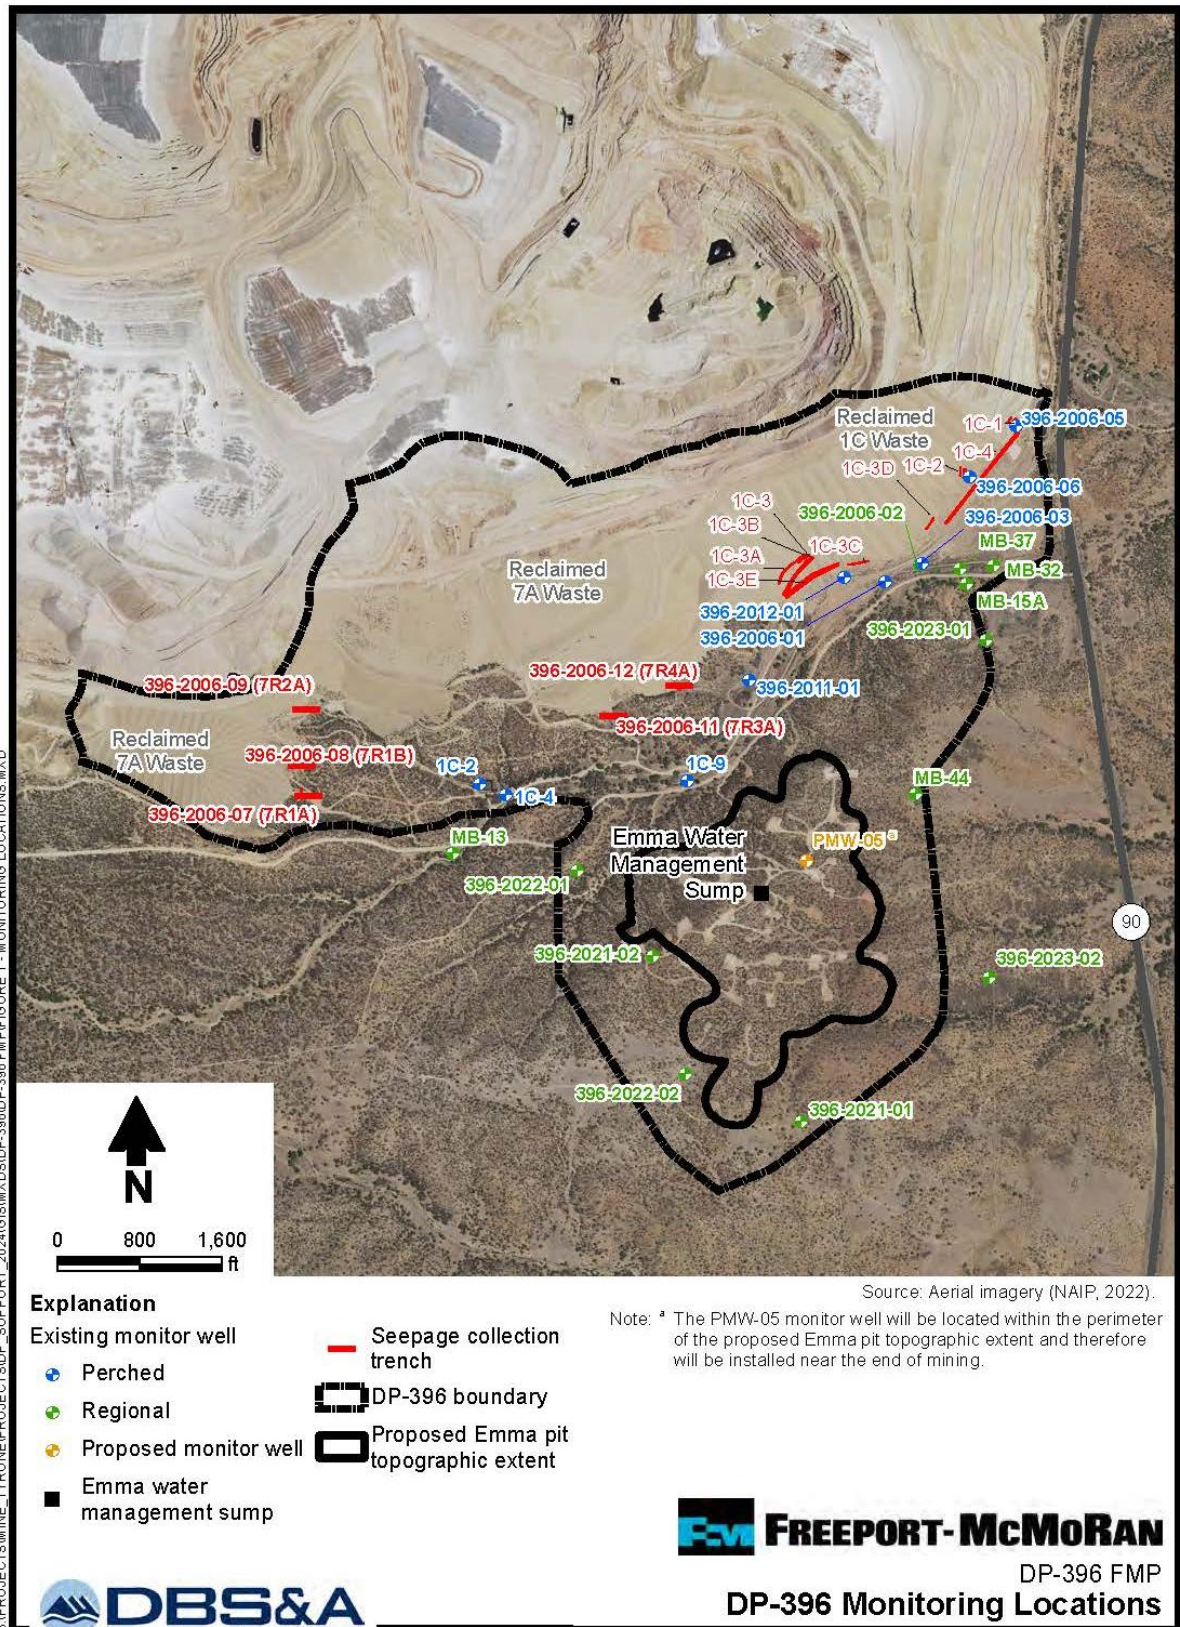 Reclaimed
1C Waste
1C-1
396-2006-05
1C-4
1C-2
1C-3D
396-2006-06
1C-3
396-2006-02
396-2006-03
1C-3B
1C-3C
MB-37
1C-3A
MB-32
1C-3E
Reclaimed
7A Waste
MB-15A
396-2012-01
396-2006-01
396-2023-01
396-2006-12 (7R4A)
396-2006-09 (7R2A)
396-2011-01
396-2006-11 (7R3A)
Reclaimed
7A Waste
396-2006-08 (7R1B)
1C-2
1C-9
1C-4
MB-44
396-2006-07 (7R1A)
MB-13
Emma Water
Management
Sump
PMW-05 a
396-2022-01
90
396-2021-02
396-2023-02
396-2022-02
396-2021-01
N
0 800 1,600
ft
Source: Aerial imagery (NAIP, 2022).
Note: a The PMW-05 monitor well will be located within the perimeter
of the proposed Emma pit topographic extent and therefore
will be installed near the end of mining.
Explanation
Existing monitor well
Perched
Regional
Proposed monitor well
Emma water
management sump
Seepage collection
trench
DP-396 boundary
Proposed Emma pit
topographic extent
FCX
FREEPORT-MCMORAN
DP-396 FMP
DP-396 Monitoring Locations
DBS&A